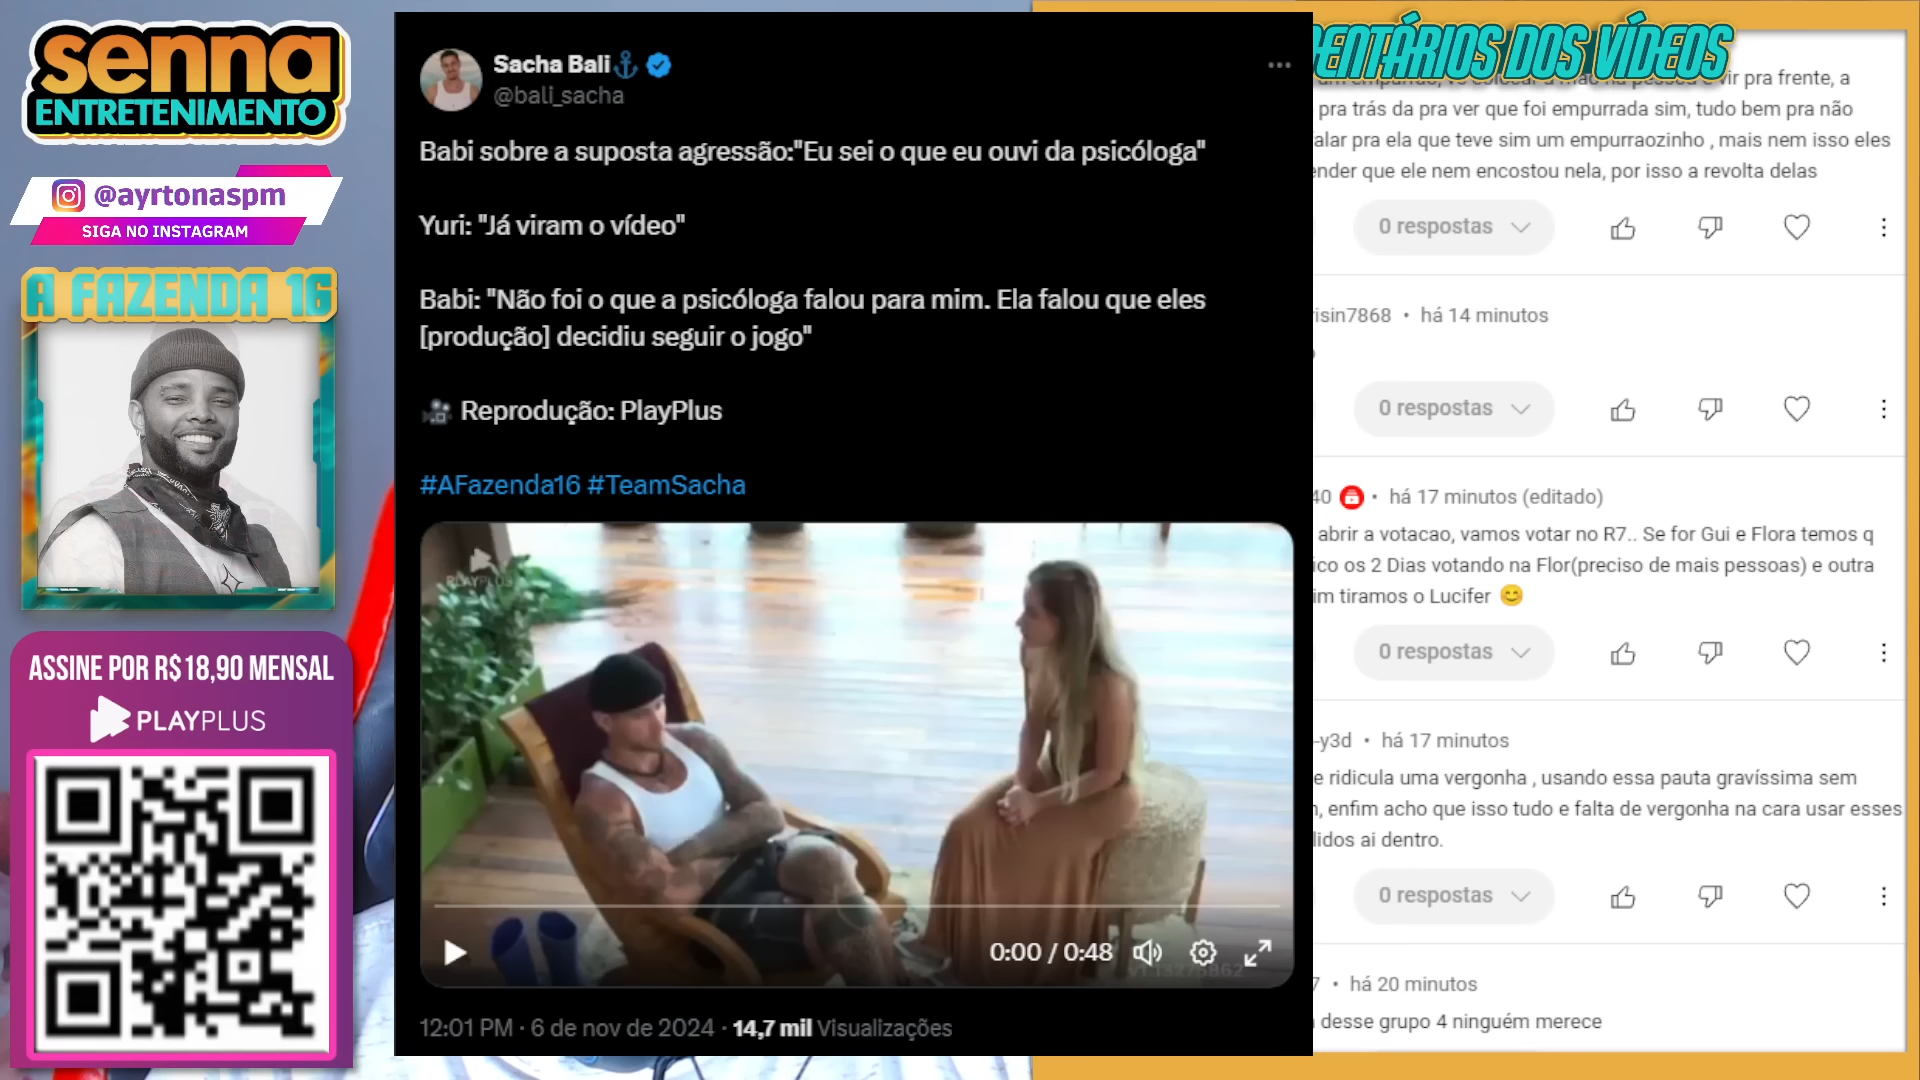 senna
ENTRETENIMENTO
@ayrtonaspm
SIGA NO INSTAGRAM
A FAZENDA 16
ASSINE POR R$18,90 MENSAL
PLAYPLUS
Sacha Bali
@bali_sacha
Babi sobre a suposta agressão:"Eu sei o que eu ouvi da psicóloga"
Yuri: "Já viram o vídeo"
Babi: "Não foi o que a psicóloga falou para mim. Ela falou que eles
[produção] decidiu seguir o jogo"
Reprodução: PlayPlus
#AFazenda16 #TeamSacha
PLAYPLUS
0:00 / 0:48
12:01 PM · 6 de nov de 2024 · 14,7 mil Visualizações
ENTÁRIOS DOS VÍDEOS
vir pra frente, a
pra trás da pra ver que foi empurrada sim, tudo bem pra não
alar pra ela que teve sim um empurraozinho , mais nem isso eles
ender que ele nem encostou nela, por isso a revolta delas
0 respostas
isin7868 • há 14 minutos
0 respostas
40 • há 17 minutos (editado)
abrir a votacao, vamos votar no R7.. Se for Gui e Flora temos q
ico os 2 Dias votando na Flor(preciso de mais pessoas) e outra
im tiramos o Lucifer 😊
0 respostas
-y3d • há 17 minutos
e ridicula uma vergonha , usando essa pauta gravíssima sem
, enfim acho que isso tudo e falta de vergonha na cara usar esses
lidos ai dentro.
0 respostas
7 • há 20 minutos
desse grupo 4 ninguém merece